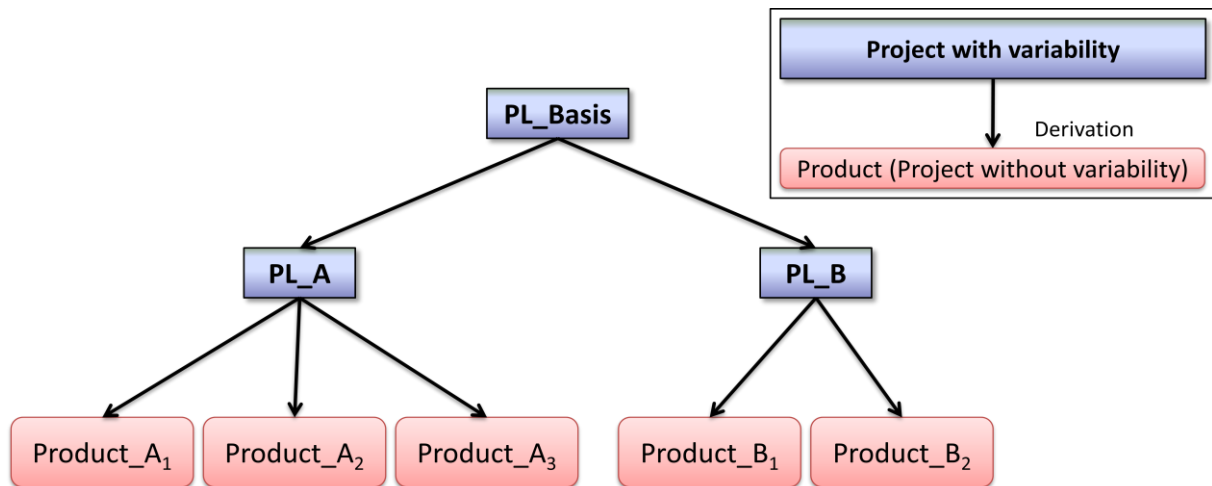 Project with variability
PL_Basis
Derivation
Product (Project without variability)
PL_A
PL_B
Product_A₁
Product_A₂
Product_A₃
Product_B₁
Product_B₂